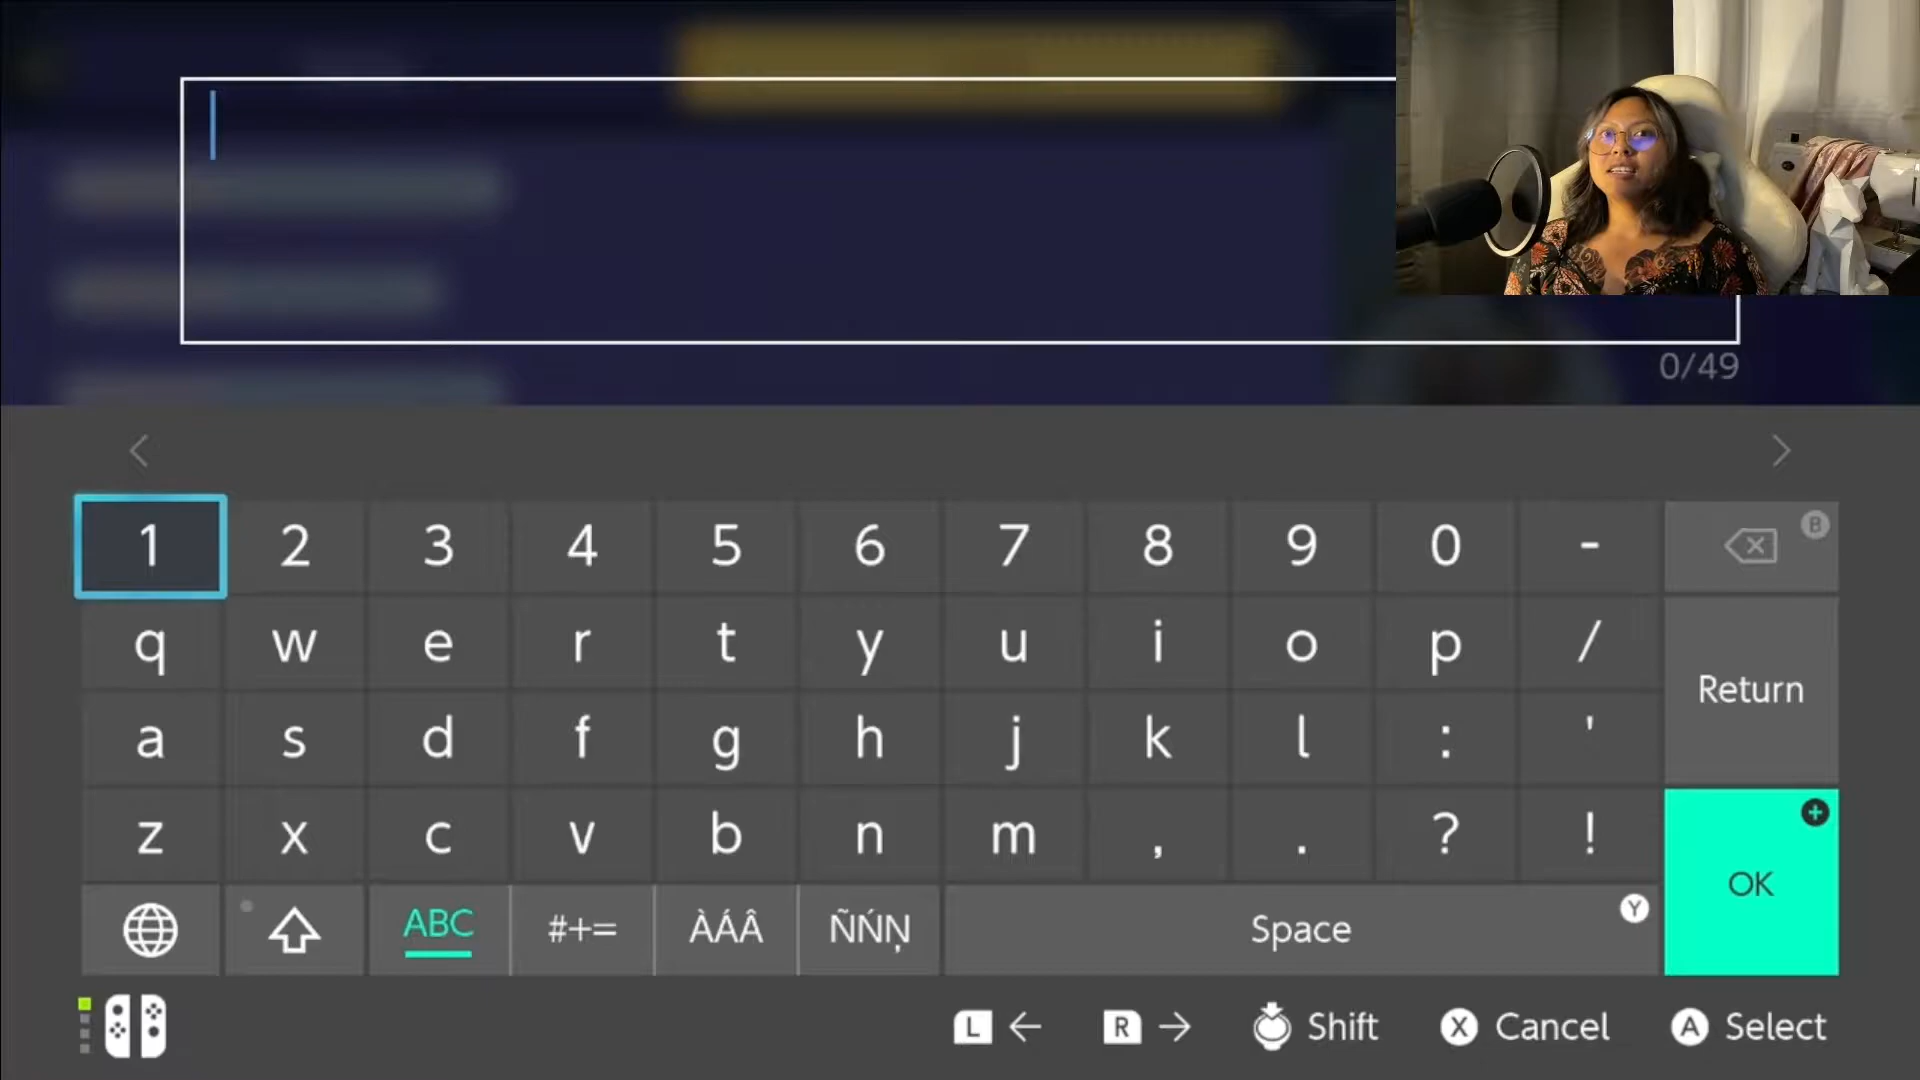 0/49
1 2 3 4 5 6 7 8 9 0 - B
q w e r t y u i o p / Return
a s d f g h j k l : '
z x c v b n m , . ? ! OK
ABC #+= ÀÁÂ ÑŃŅ Space Y
L ← R → Shift X Cancel A Select